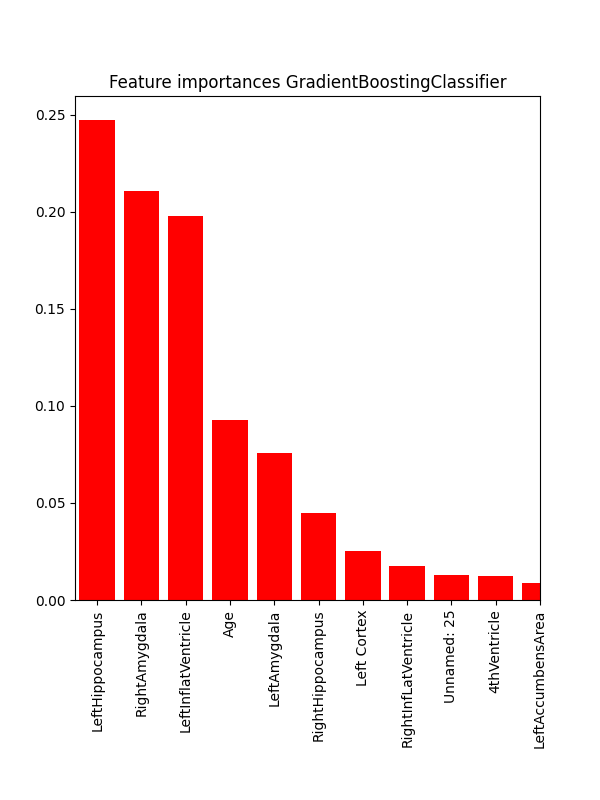 Feature importances GradientBoostingClassifier
0.25
0.20
0.15
0.10
0.05
0.00
LeftHippocampus
RightAmygdala
LeftInflatVentricle
Age
LeftAmygdala
RightHippocampus
Left Cortex
RightInfLatVentricle
Unnamed: 25
4thVentricle
LeftAccumbensArea